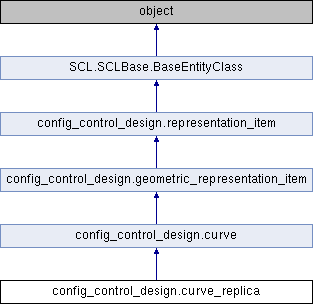 object
SCL.SCLBase.BaseEntityClass
config_control_design.representation_item
config_control_design.geometric_representation_item
config_control_design.curve
config_control_design.curve_replica